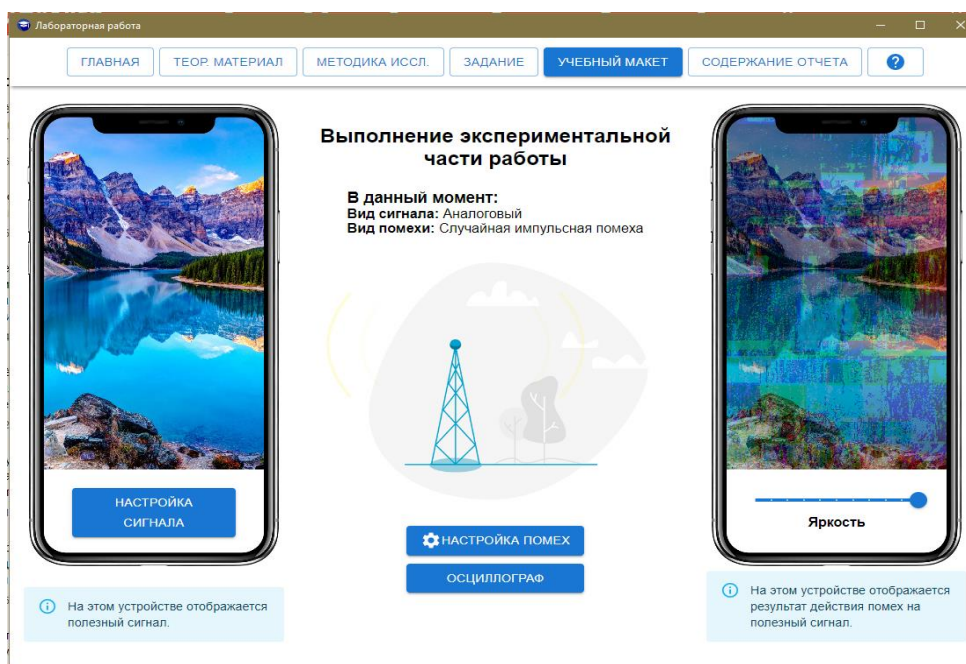 Лабораторная работа
ГЛАВНАЯ
ТЕОР. МАТЕРИАЛ
МЕТОДИКА ИССЛ.
ЗАДАНИЕ
УЧЕБНЫЙ МАКЕТ
СОДЕРЖАНИЕ ОТЧЕТА
?
Выполнение экспериментальной
части работы
В данный момент:
Вид сигнала: Аналоговый
Вид помехи: Случайная импульсная помеха
НАСТРОЙКА
СИГНАЛА
НАСТРОЙКА ПОМЕХ
ОСЦИЛЛОГРАФ
Яркость
На этом устройстве отображается
полезный сигнал.
На этом устройстве отображается
результат действия помех на
полезный сигнал.